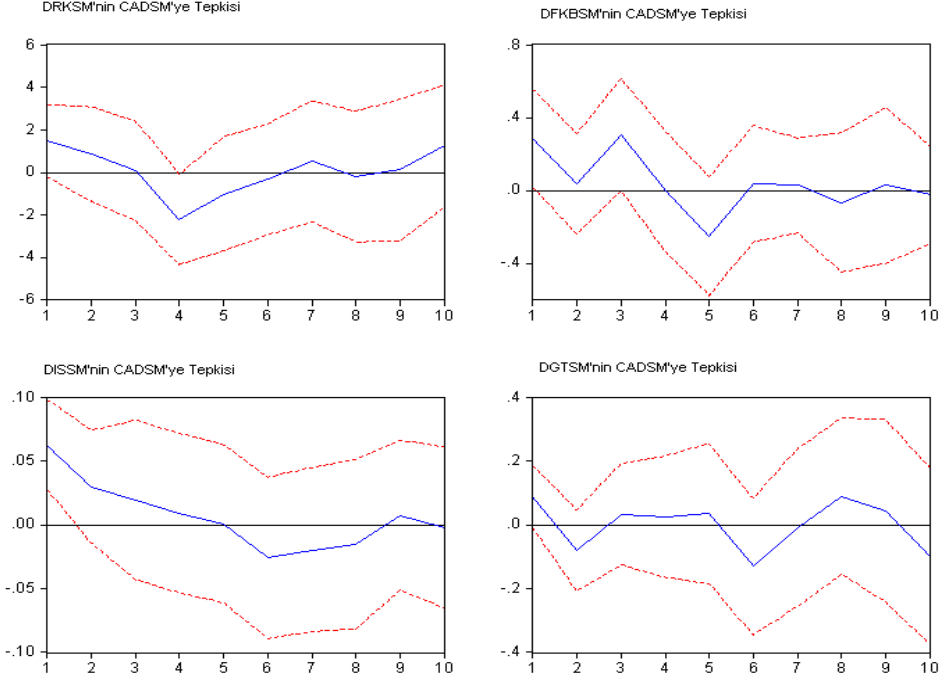 DRKSM'nin CADSM'ye Tepkisi
6
4
2
0
-2
-4
-6
1 2 3 4 5 6 7 8 9 10
DFKBSM'nin CADSM'ye Tepkisi
.8
.4
.0
-.4
1 2 3 4 5 6 7 8 9 10
DISSM'nin CADSM'ye Tepkisi
.10
.05
.00
-.05
-.10
1 2 3 4 5 6 7 8 9 10
DGTSM'nin CADSM'ye Tepkisi
.4
.2
.0
-.2
-.4
1 2 3 4 5 6 7 8 9 10